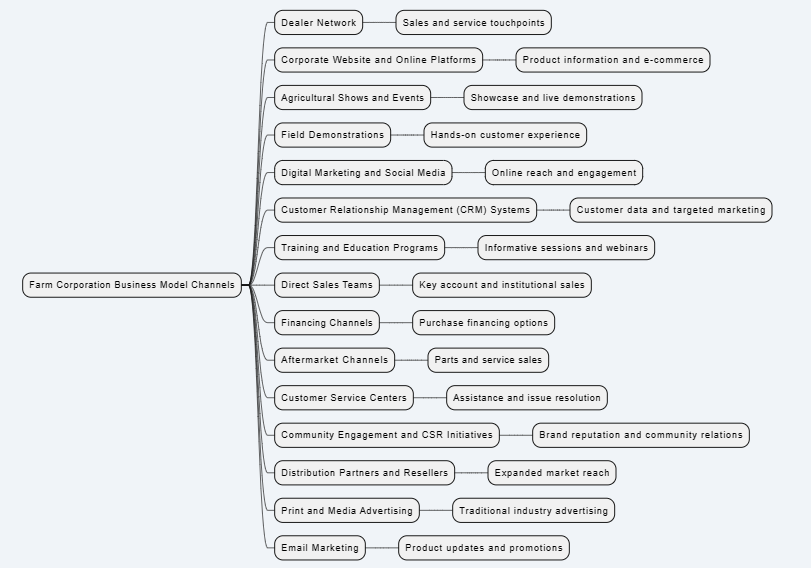 Dealer Network
Sales and service touchpoints
Corporate Website and Online Platforms
Product information and e-commerce
Agricultural Shows and Events
Showcase and live demonstrations
Field Demonstrations
Hands-on customer experience
Digital Marketing and Social Media
Online reach and engagement
Customer Relationship Management (CRM) Systems
Customer data and targeted marketing
Training and Education Programs
Informative sessions and webinars
Farm Corporation Business Model Channels
Direct Sales Teams
Key account and institutional sales
Financing Channels
Purchase financing options
Aftermarket Channels
Parts and service sales
Customer Service Centers
Assistance and issue resolution
Community Engagement and CSR Initiatives
Brand reputation and community relations
Distribution Partners and Resellers
Expanded market reach
Print and Media Advertising
Traditional industry advertising
Email Marketing
Product updates and promotions